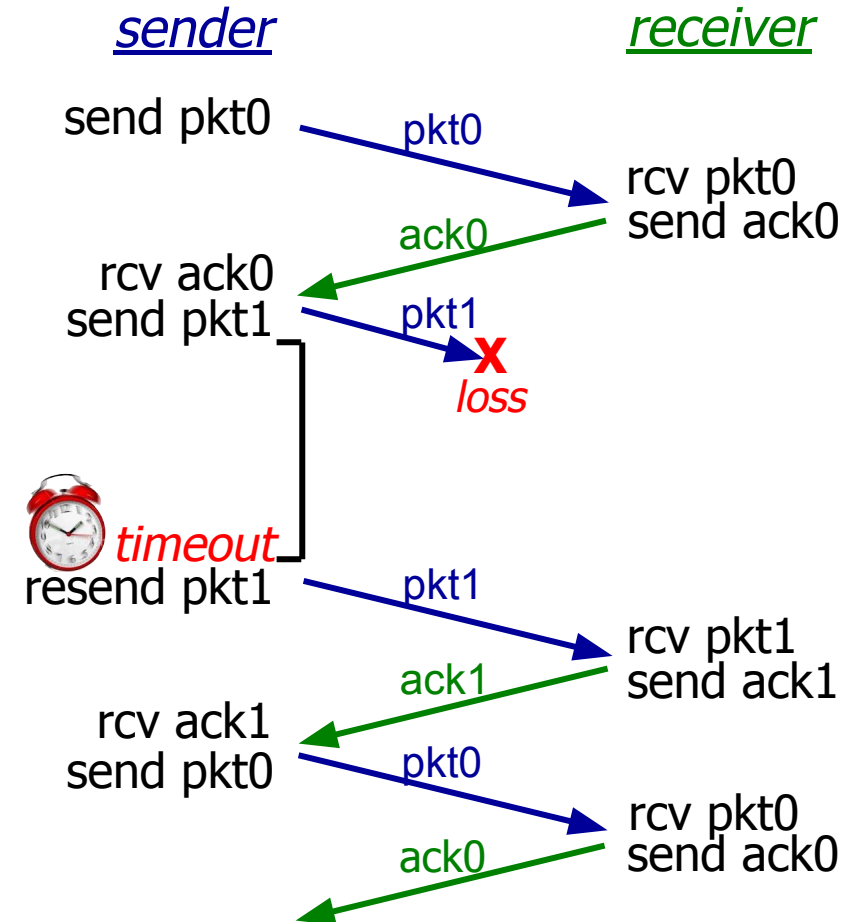 sender
receiver
send pkt0
pkt0
rcv pkt0
send ack0
ack0
rcv ack0
send pkt1
pkt1
X
loss
timeout
resend pkt1
pkt1
rcv pkt1
send ack1
ack1
rcv ack1
send pkt0
pkt0
rcv pkt0
send ack0
ack0